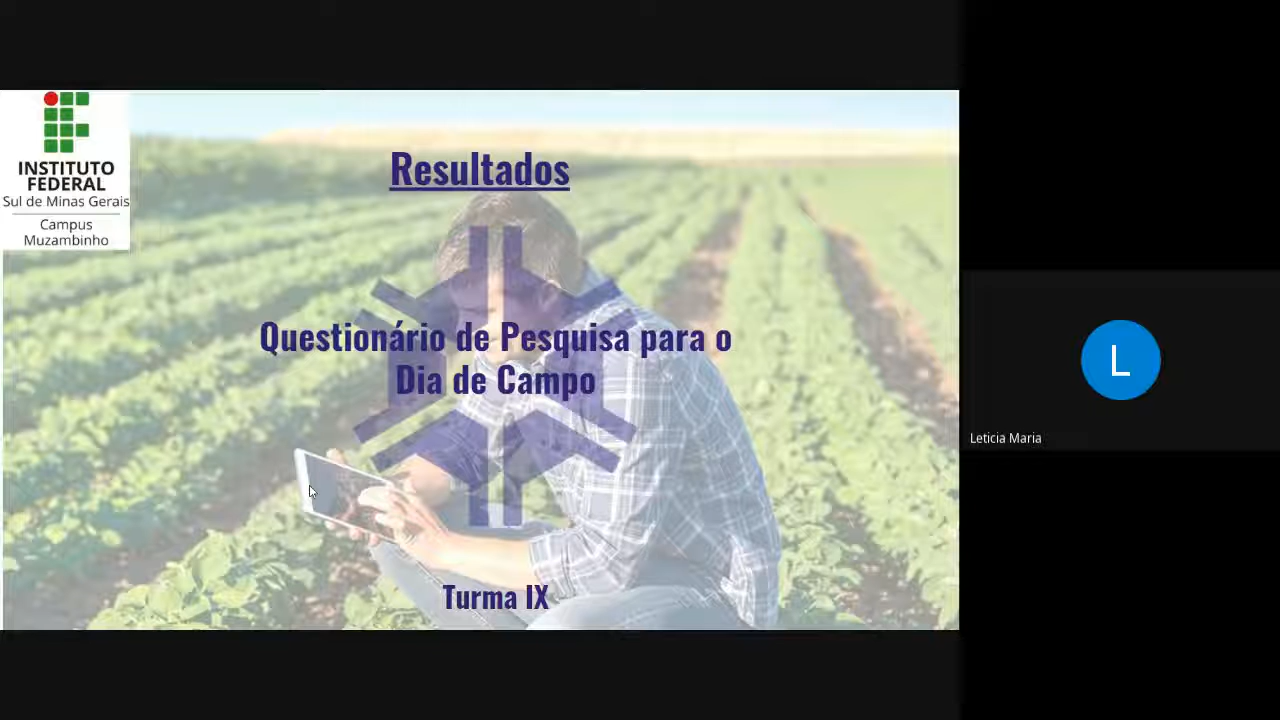 INSTITUTO
FEDERAL
Sul de Minas Gerais
Campus
Muzambinho
Resultados
Questionário de Pesquisa para o
Dia de Campo
Turma IX
L
Leticia Maria